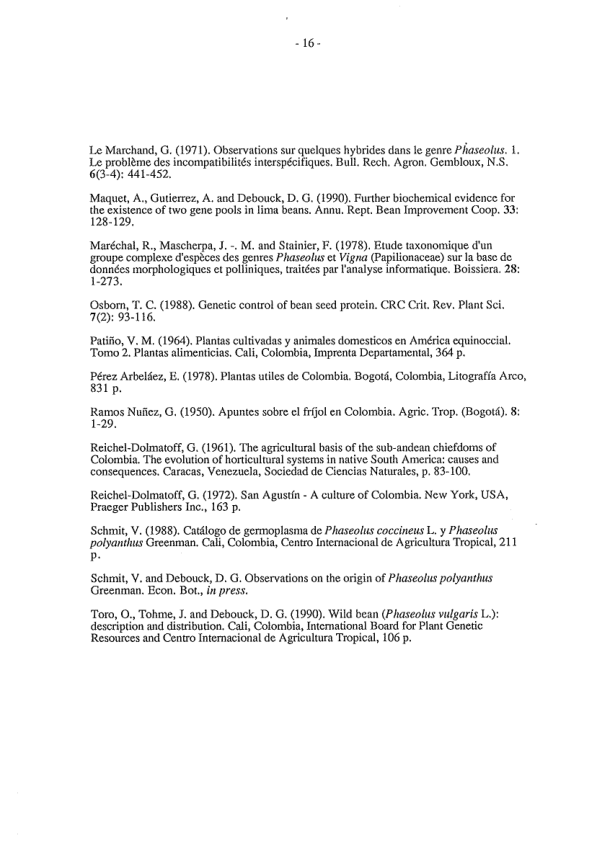 - 16 -
Le Marchand, G. (1971). Observations sur quelques hybrides dans le genre Phaseolus. 1.
Le problème des incompatibilités interspécifiques. Bull. Rech. Agron. Gembloux, N.S.
6(3-4): 441-452.
Maquet, A., Gutierrez, A. and Debouck, D. G. (1990). Further biochemical evidence for
the existence of two gene pools in lima beans. Annu. Rept. Bean Improvement Coop. 33:
128-129.
Maréchal, R., Mascherpa, J. -. M. and Stainier, F. (1978). Etude taxonomique d'un
groupe complexe d'espèces des genres Phaseolus et Vigna (Papilionaceae) sur la base de
données morphologiques et polliniques, traitées par l'analyse informatique. Boissiera. 28:
1-273.
Osborn, T. C. (1988). Genetic control of bean seed protein. CRC Crit. Rev. Plant Sci.
7(2): 93-116.
Patiño, V. M. (1964). Plantas cultivadas y animales domesticos en América equinoccial.
Tomo 2. Plantas alimenticias. Cali, Colombia, Imprenta Departamental, 364 p.
Pérez Arbeláez, E. (1978). Plantas utiles de Colombia. Bogotá, Colombia, Litografía Arco,
831 p.
Ramos Nuñez, G. (1950). Apuntes sobre el fríjol en Colombia. Agric. Trop. (Bogotá). 8:
1-29.
Reichel-Dolmatoff, G. (1961). The agricultural basis of the sub-andean chiefdoms of
Colombia. The evolution of horticultural systems in native South America: causes and
consequences. Caracas, Venezuela, Sociedad de Ciencias Naturales, p. 83-100.
Reichel-Dolmatoff, G. (1972). San Agustín - A culture of Colombia. New York, USA,
Praeger Publishers Inc., 163 p.
Schmit, V. (1988). Catálogo de germoplasma de Phaseolus coccineus L. y Phaseolus
polyanthus Greenman. Cali, Colombia, Centro Internacional de Agricultura Tropical, 211
p.
Schmit, V. and Debouck, D. G. Observations on the origin of Phaseolus polyanthus
Greenman. Econ. Bot., in press.
Toro, O., Tohme, J. and Debouck, D. G. (1990). Wild bean (Phaseolus vulgaris L.):
description and distribution. Cali, Colombia, International Board for Plant Genetic
Resources and Centro Internacional de Agricultura Tropical, 106 p.